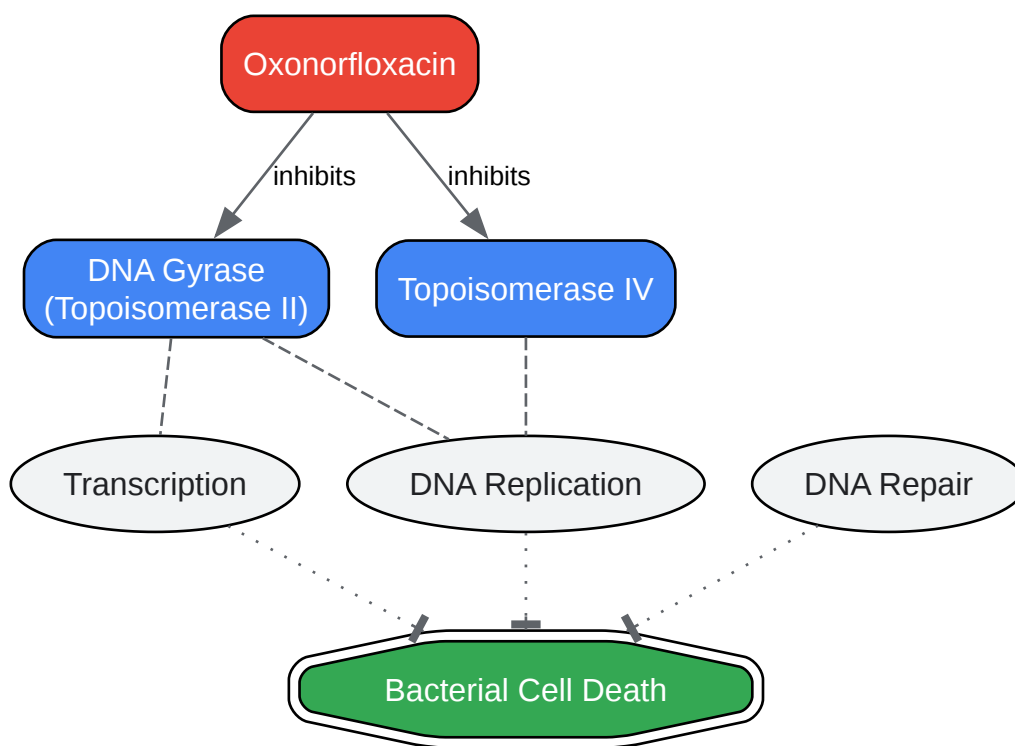 Oxonorfloxacin
inhibits
inhibits
DNA Gyrase
(Topoisomerase II)
Topoisomerase IV
Transcription
DNA Replication
DNA Repair
Bacterial Cell Death